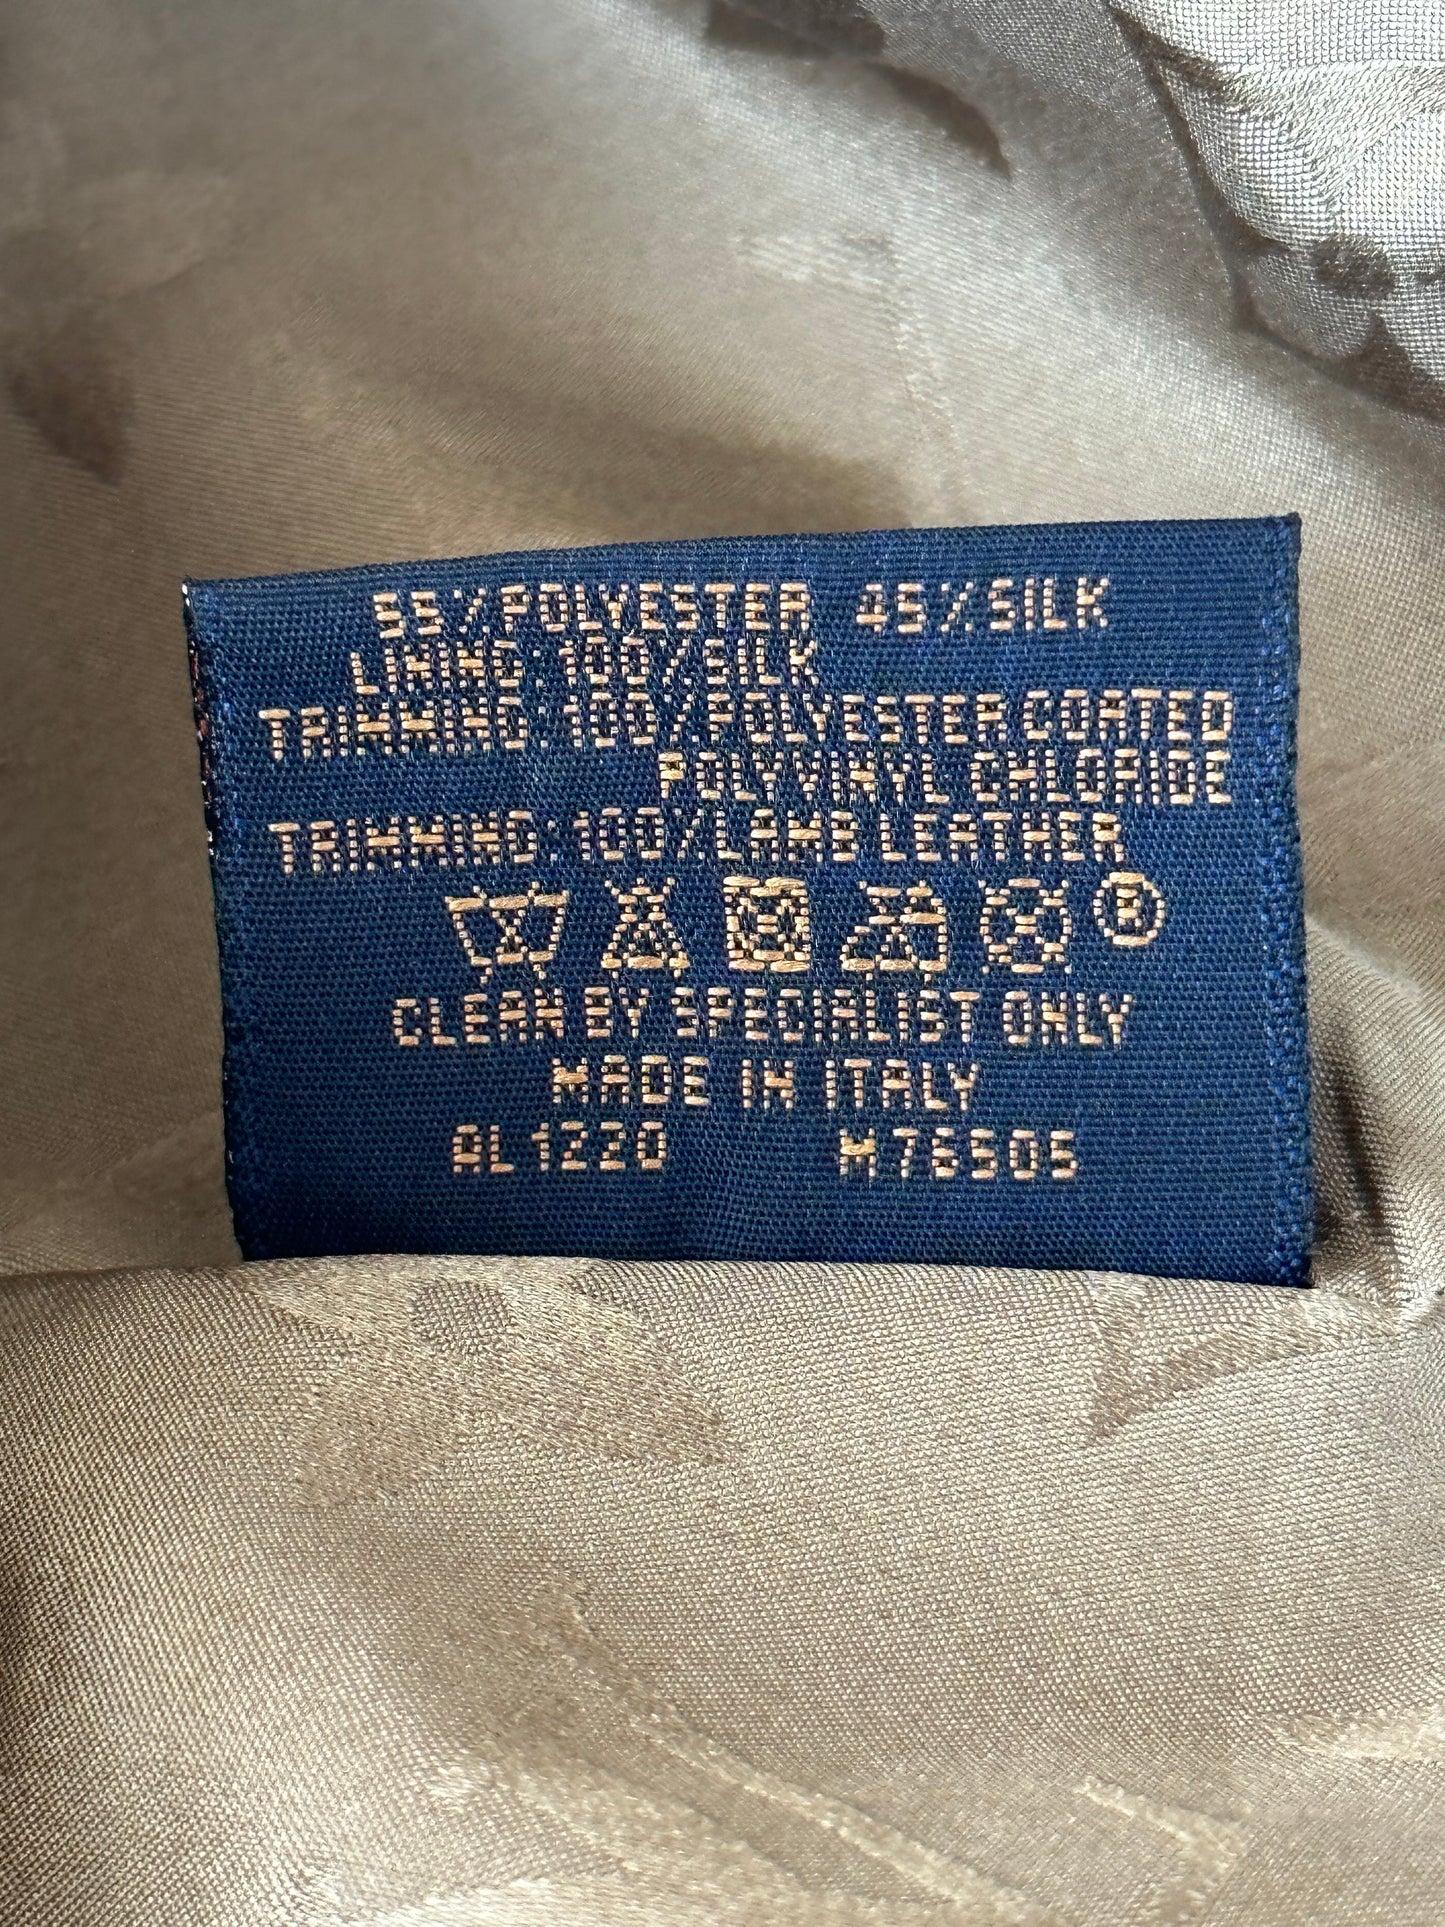 55%POLYESTER 45%SILK
LINING:100%SILK
TRIMMING:100%POLYESTER COATED
POLYVINYL CHLORIDE
TRIMMING:100%LAMB LEATHER
®
CLEAN BY SPECIALIST ONLY
MADE IN ITALY
AL1220 M76505